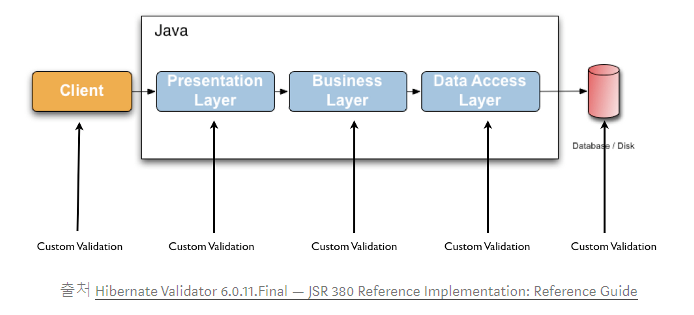 Java
Client
Presentation
Layer
Business
Layer
Data Access
Layer
Database / Disk
Custom Validation
Custom Validation
Custom Validation
Custom Validation
Custom Validation
출처 Hibernate Validator 6.0.11.Final — JSR 380 Reference Implementation: Reference Guide